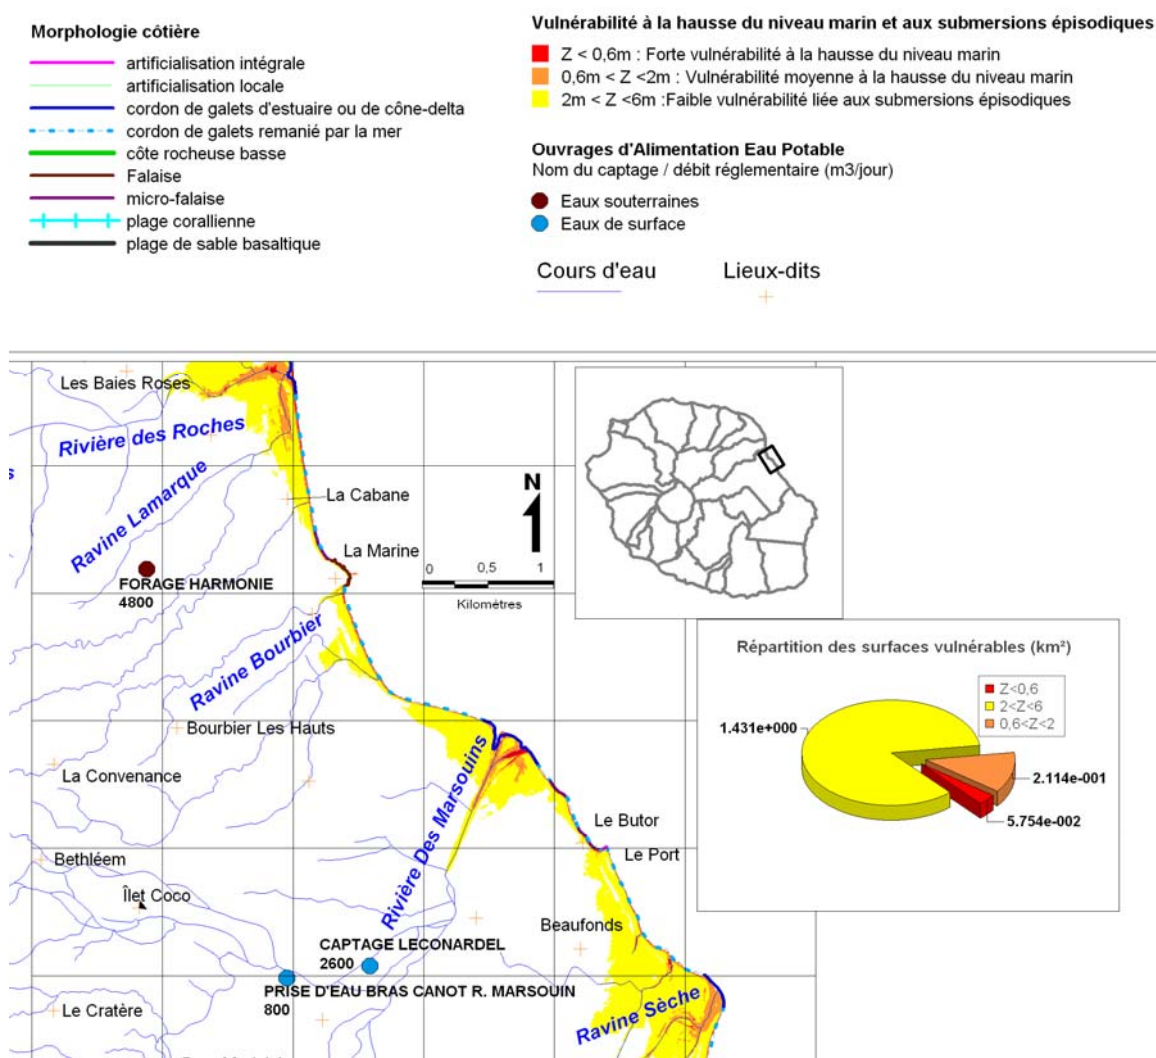 Morphologie côtière
artificialisation intégrale
artificialisation locale
cordon de galets d'estuaire ou de cône-delta
cordon de galets remanié par la mer
côte rocheuse basse
Falaise
micro-falaise
plage corallienne
plage de sable basaltique
Vulnérabilité à la hausse du niveau marin et aux submersions épisodiques
Z < 0,6m : Forte vulnérabilité à la hausse du niveau marin
0,6m < Z <2m : Vulnérabilité moyenne à la hausse du niveau marin
2m < Z <6m :Faible vulnérabilité liée aux submersions épisodiques
Ouvrages d'Alimentation Eau Potable
Nom du captage / débit réglementaire (m3/jour)
Eaux souterraines
Eaux de surface
Cours d'eau
Lieux-dits
Les Baies Roses
Rivière des Roches
Ravine Lamarque
La Cabane
La Marine
FORAGE HARMONIE
4800
N
0 0,5 1
Kilomètres
Ravine Bourbier
Bourbier Les Hauts
La Convenance
Rivière Des Marsouins
Le Butor
Le Port
Bethléem
Îlet Coco
Beaufonds
CAPTAGE LECONARDEL
2600
PRISE D'EAU BRAS CANOT R. MARSOUIN
800
Le Cratère
Ravine Sèche
Répartition des surfaces vulnérables (km²)
Z<0,6
2<Z<6
0,6<Z<2
1.431e+000
2.114e-001
5.754e-002